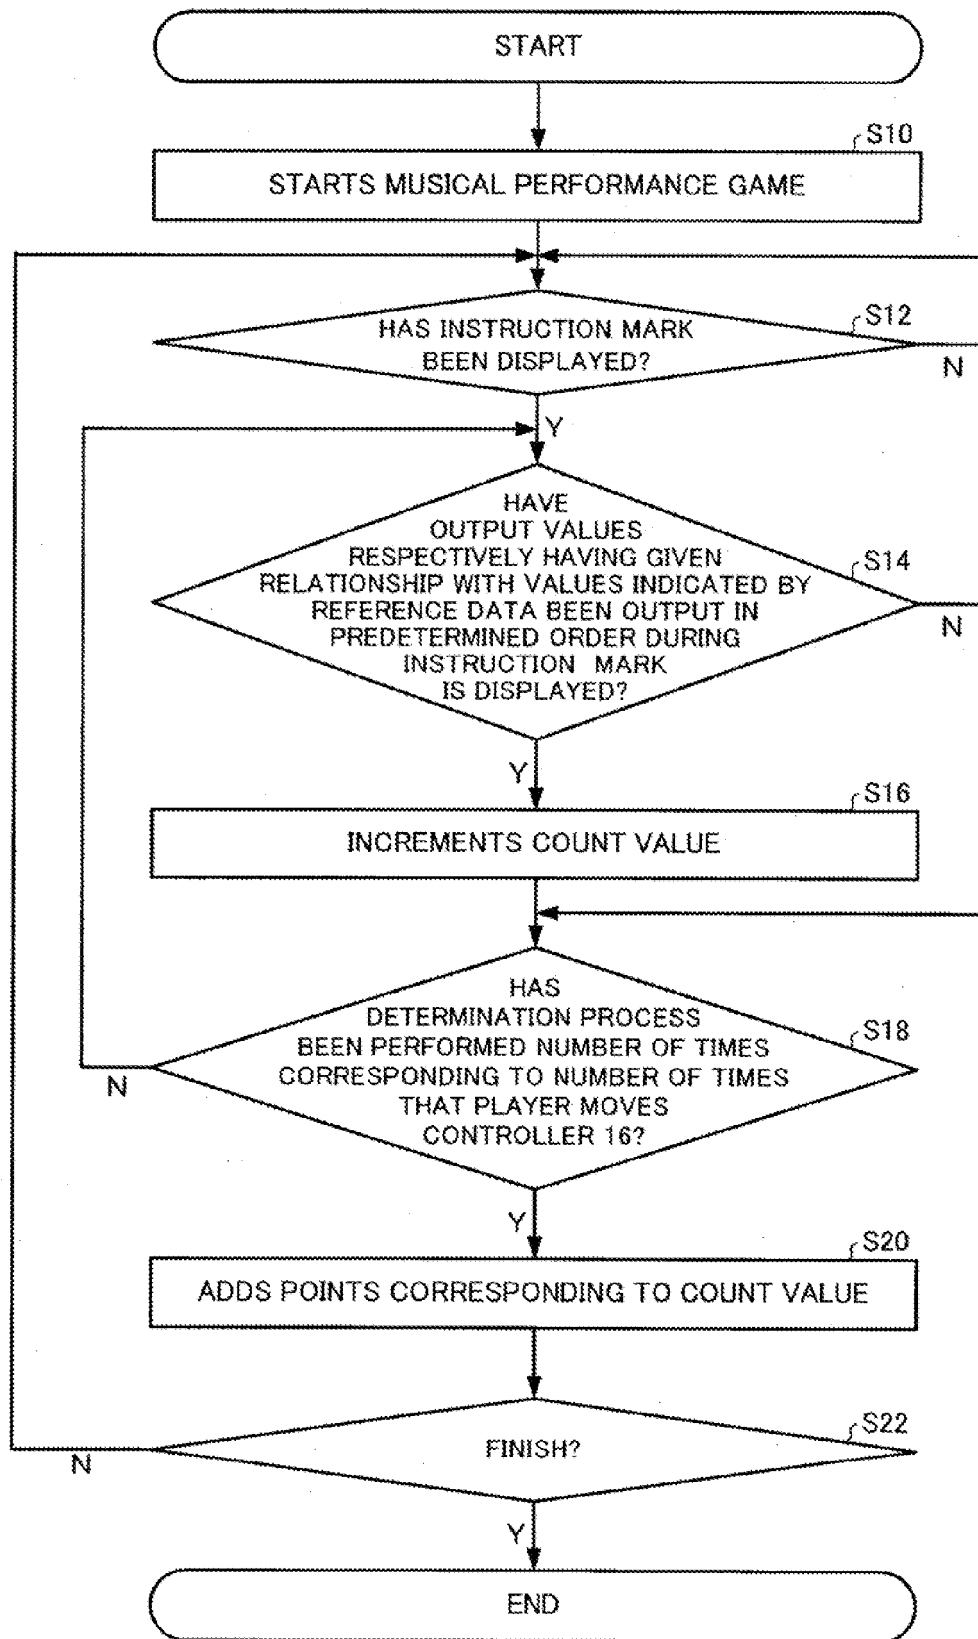 START
S10
STARTS MUSICAL PERFORMANCE GAME
S12
HAS INSTRUCTION MARK
BEEN DISPLAYED?
N
Y
HAVE
OUTPUT VALUES
RESPECTIVELY HAVING GIVEN
RELATIONSHIP WITH VALUES INDICATED BY
REFERENCE DATA BEEN OUTPUT IN
PREDETERMINED ORDER DURING
INSTRUCTION MARK
IS DISPLAYED?
S14
N
Y
S16
INCREMENTS COUNT VALUE
HAS
DETERMINATION PROCESS
BEEN PERFORMED NUMBER OF TIMES
CORRESPONDING TO NUMBER OF TIMES
THAT PLAYER MOVES
CONTROLLER 16?
S18
N
Y
S20
ADDS POINTS CORRESPONDING TO COUNT VALUE
S22
FINISH?
N
Y
END